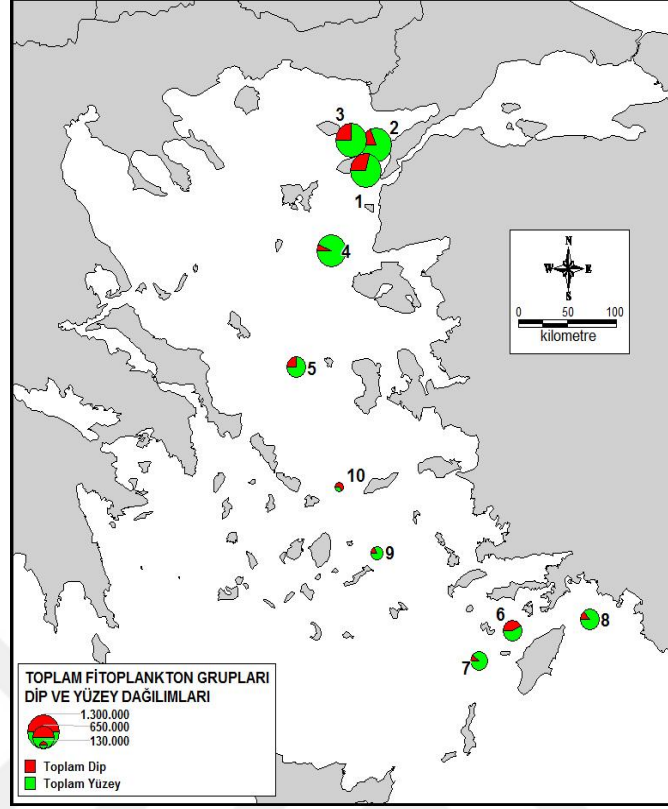 3
2
1
4
5
10
9
6
8
7
N
W E
S
0 50 100
kilometre
TOPLAM FİTOPLANKTON GRUPLARI
DİP VE YÜZEY DAĞILIMLARI
1.300.000
650.000
130.000
Toplam Dip
Toplam Yüzey